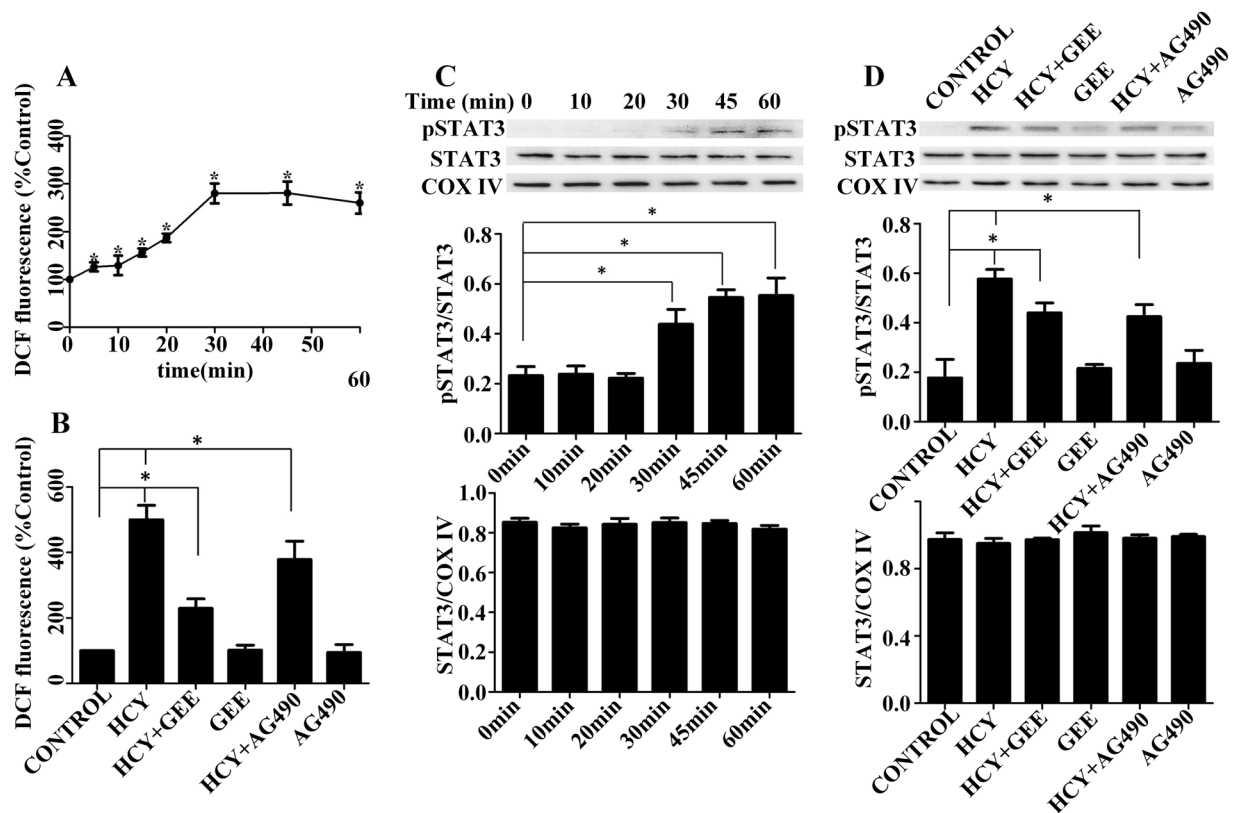 A
DCF fluorescence (%Control)
400
300
200
100
0
* * * * * * *
0 10 20 30 40 50
60
time(min)
B
DCF fluorescence (%Control)
600
400
200
0
*
*
CONTROL
HCY
HCY+GEE
GEE
HCY+AG490
AG490
C
Time (min) 0 10 20 30 45 60
pSTAT3
STAT3
COX IV
pSTAT3/STAT3
0.8
0.6
0.4
0.2
0.0
*
*
*
0min
10min
20min
30min
45min
60min
STAT3/COX IV
1.0
0.8
0.6
0.4
0.2
0.0
0min
10min
20min
30min
45min
60min
D
CONTROL
HCY
HCY+GEE
GEE
HCY+AG490
AG490
pSTAT3
STAT3
COX IV
pSTAT3/STAT3
0.8
0.6
0.4
0.2
0.0
*
*
CONTROL
HCY
HCY+GEE
GEE
HCY+AG490
AG490
STAT3/COX IV
0.8
0.4
0.0
CONTROL
HCY
HCY+GEE
GEE
HCY+AG490
AG490